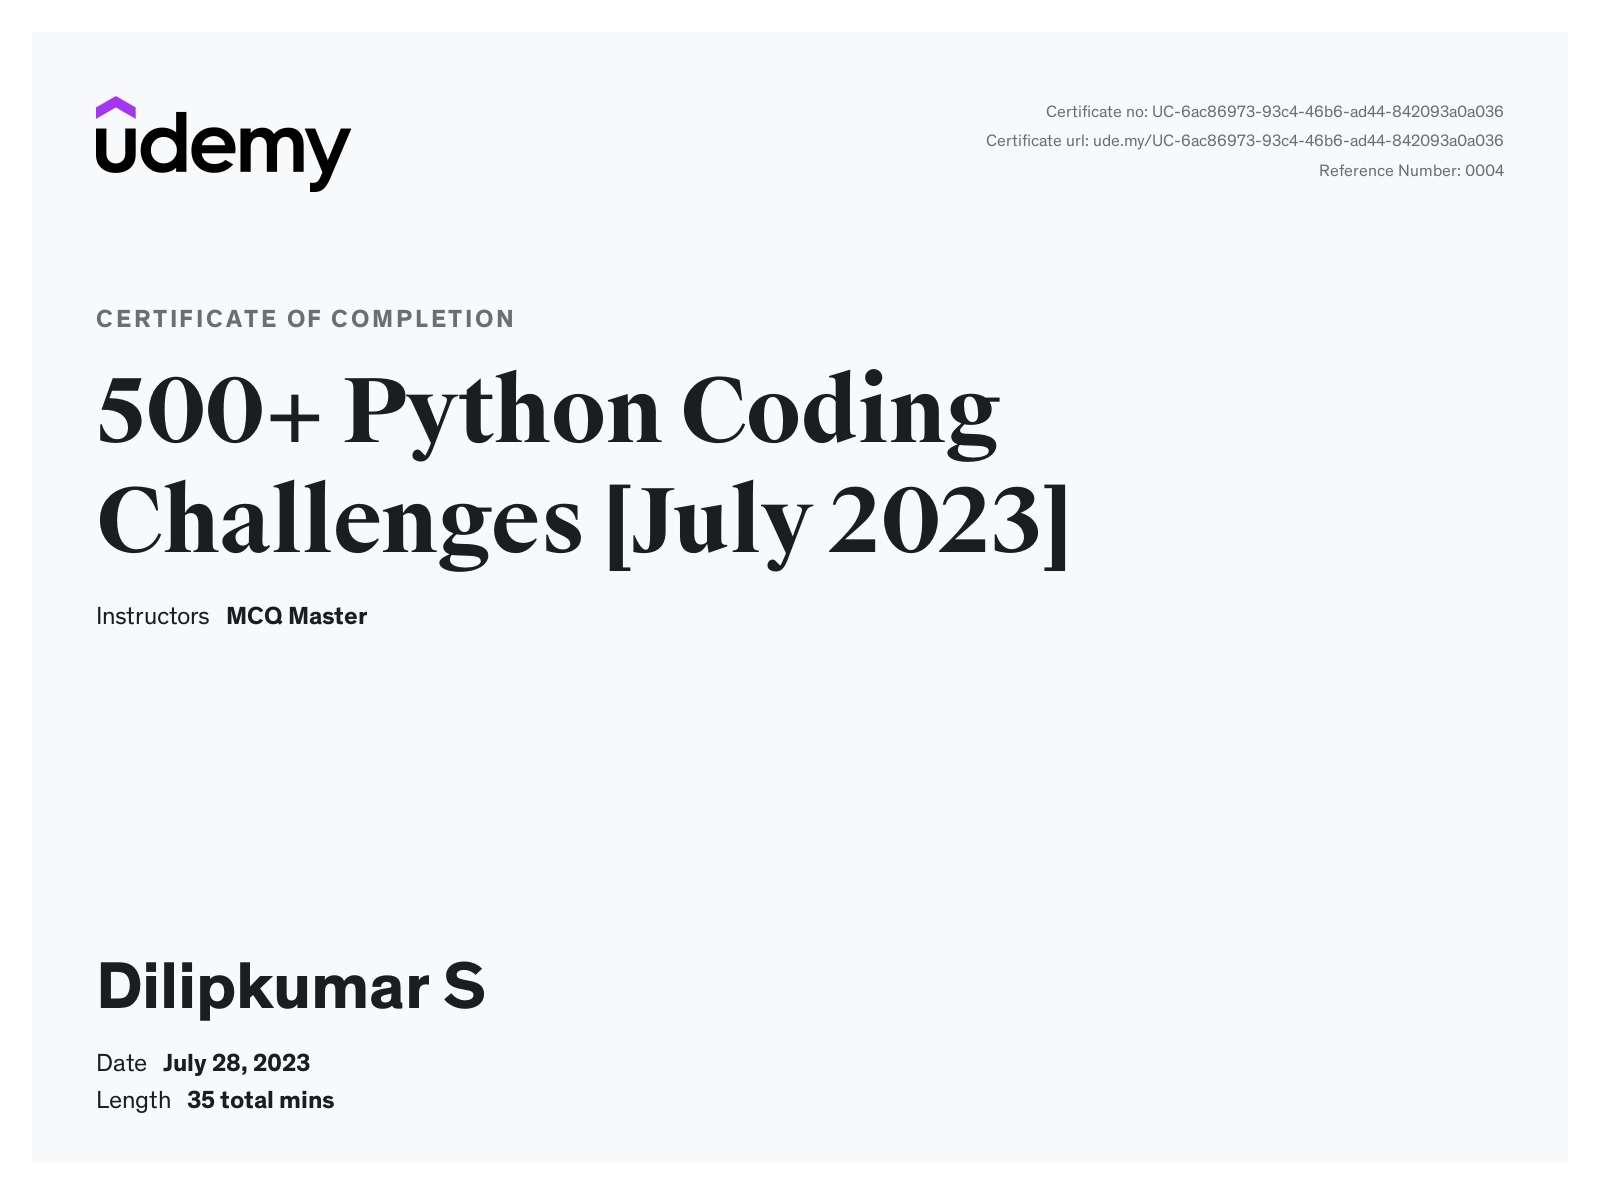 udemy
Certificate no: UC-6ac86973-93c4-46b6-ad44-842093a0a036
Certificate url: ude.my/UC-6ac86973-93c4-46b6-ad44-842093a0a036
Reference Number: 0004
CERTIFICATE OF COMPLETION
500+ Python Coding
Challenges [July 2023]
Instructors MCQ Master
Dilipkumar S
Date July 28, 2023
Length 35 total mins